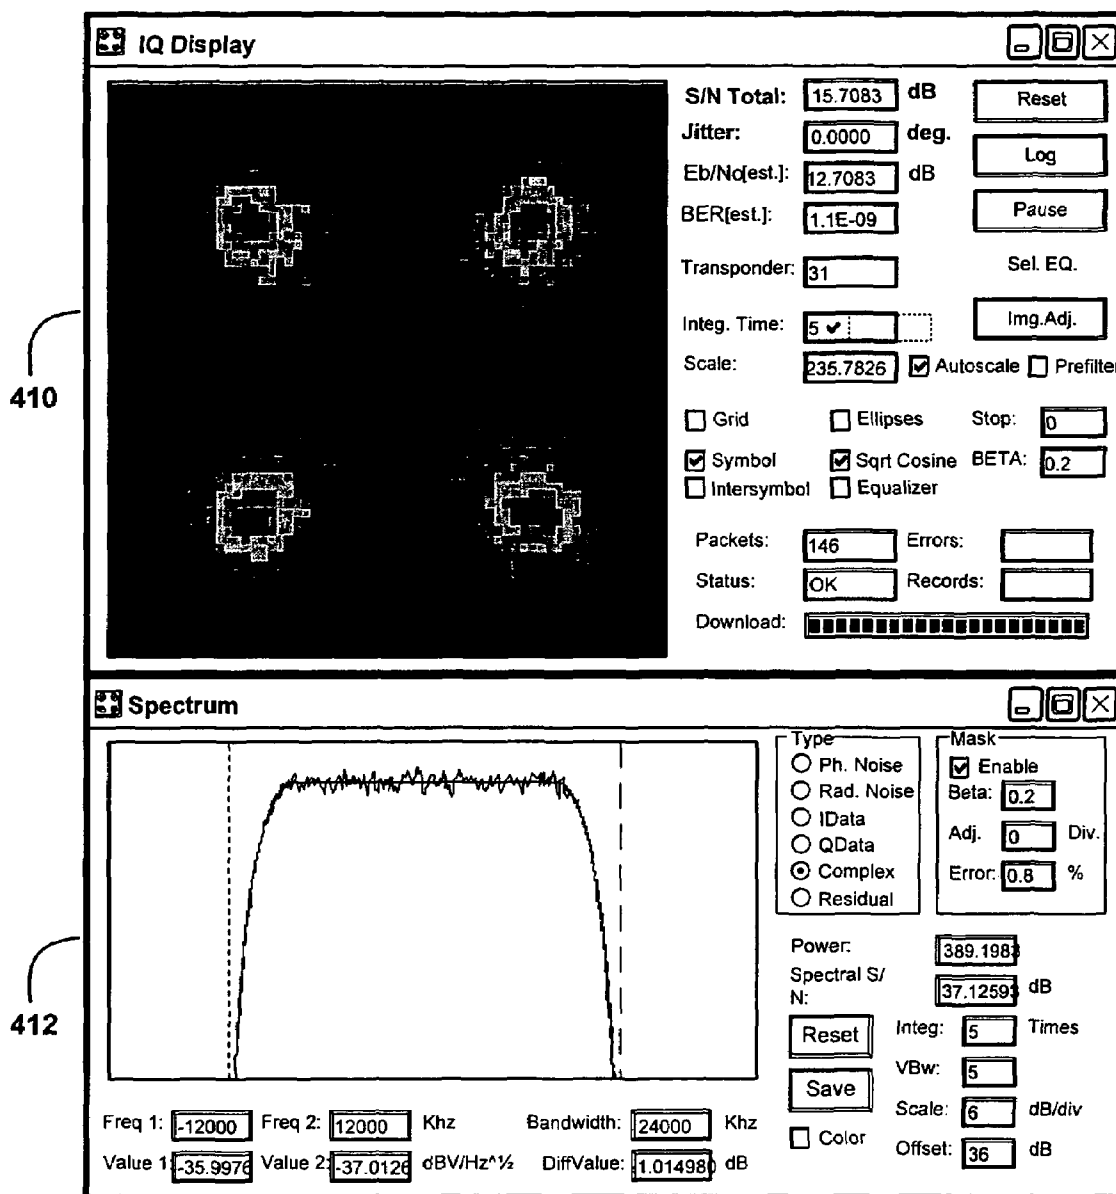 IQ Display
S/N Total: 15.7083 dB Reset
Jitter: 0.0000 deg.
Log
Eb/No[est.]: 12.7083 dB
BER[est.]: 1.1E-09 Pause
Transponder: 31 Sel. EQ.
Integ. Time: 5 Img.Adj.
Scale: 235.7826 Autoscale Prefilter
410
Grid Ellipses Stop: 0
Symbol Sqrt Cosine BETA: 0.2
Intersymbol Equalizer
Packets: 146 Errors:
Status: OK Records:
Download:
Spectrum
Type Mask
Ph. Noise Enable
Rad. Noise Beta: 0.2
IData
QData Adj. 0 Div.
Complex Error: 0.8 %
Residual
Power: 389.1983
Spectral S/
N: 37.12593 dB
412
Reset Integ: 5 Times
VBw: 5
Save
Scale: 6 dB/div
Freq 1: -12000 Freq 2: 12000 Khz Bandwidth: 24000 Khz
Color Offset: 36 dB
Value 1: -35.9976 Value 2: -37.0126 dBV/Hz^½ DiffValue: 1.014980 dB